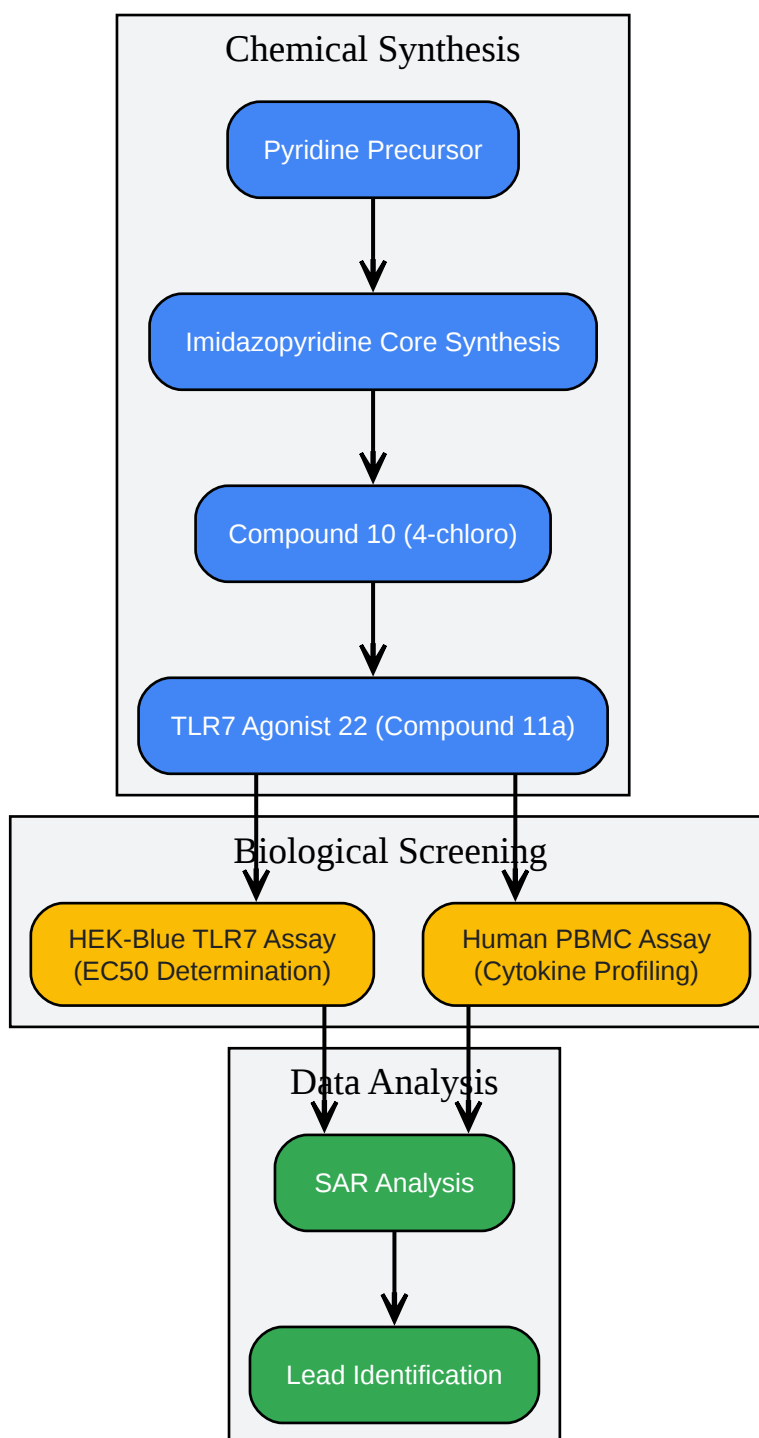 Chemical Synthesis
Pyridine Precursor
Imidazopyridine Core Synthesis
Compound 10 (4-chloro)
TLR7 Agonist 22 (Compound 11a)
Biological Screening
HEK-Blue TLR7 Assay
(EC50 Determination)
Human PBMC Assay
(Cytokine Profiling)
Data Analysis
SAR Analysis
Lead Identification